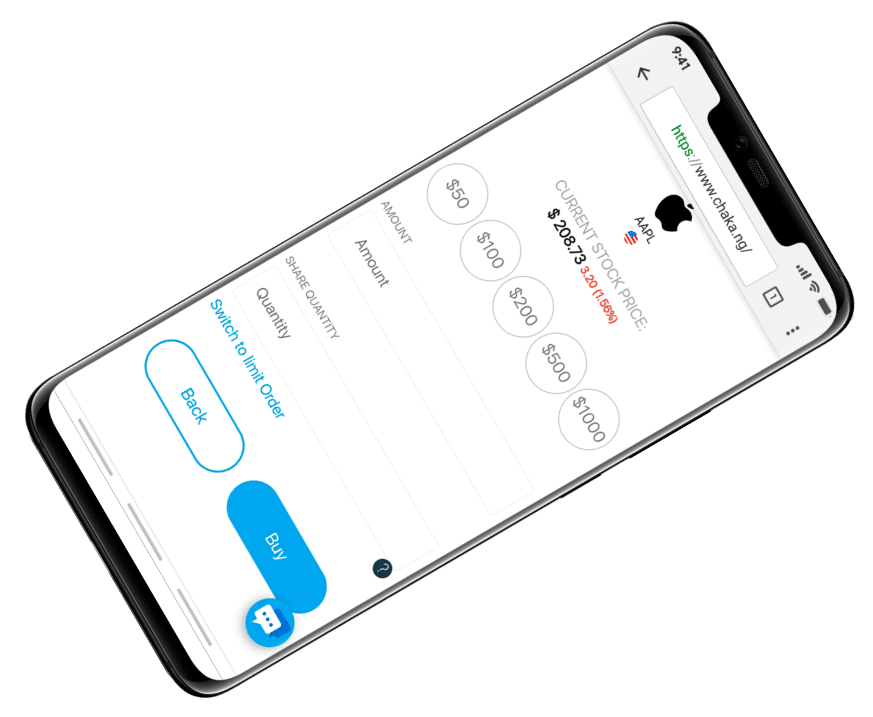 9:41
https://www.chaka.ng/
1
AAPL
CURRENT STOCK PRICE:
$ 208.73 3.20 (1.56%)
$50
$100
$200
$500
$1000
AMOUNT
Amount
SHARE QUANTITY
Quantity
?
Switch to limit Order
Back
Buy